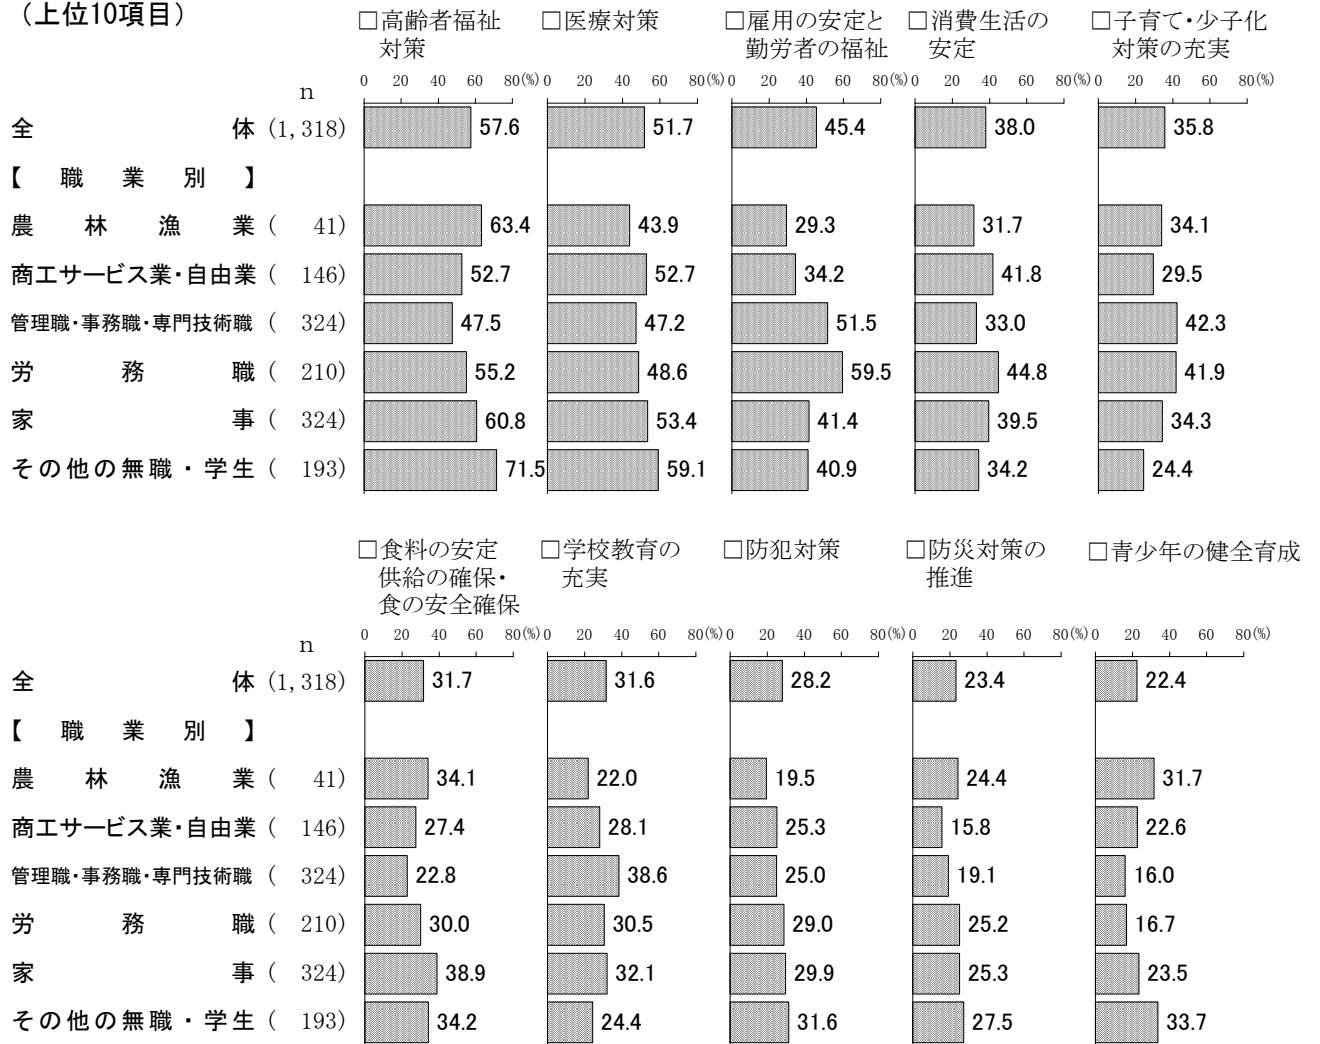 (上位10項目)
□高齢者福祉 □医療対策 □雇用の安定と □消費生活の □子育て・少子化
対策 勤労者の福祉 安定 対策の充実
0 20 40 60 80(%) 0 20 40 60 80(%) 0 20 40 60 80(%) 0 20 40 60 80(%) 0 20 40 60 80(%)
n
全体 (1,318) 57.6 51.7 45.4 38.0 35.8
【職業別】
農林漁業 ( 41) 63.4 43.9 29.3 31.7 34.1
商工サービス業・自由業 ( 146) 52.7 52.7 34.2 41.8 29.5
管理職・事務職・専門技術職 ( 324) 47.5 47.2 51.5 33.0 42.3
労務職 ( 210) 55.2 48.6 59.5 44.8 41.9
家事 ( 324) 60.8 53.4 41.4 39.5 34.3
その他の無職・学生 ( 193) 71.5 59.1 40.9 34.2 24.4
□食料の安定 □学校教育の □防犯対策 □防災対策の □青少年の健全育成
供給の確保・ 充実 推進
食の安全確保
0 20 40 60 80(%) 0 20 40 60 80(%) 0 20 40 60 80(%) 0 20 40 60 80(%) 0 20 40 60 80(%)
n
全体 (1,318) 31.7 31.6 28.2 23.4 22.4
【職業別】
農林漁業 ( 41) 34.1 22.0 19.5 24.4 31.7
商工サービス業・自由業 ( 146) 27.4 28.1 25.3 15.8 22.6
管理職・事務職・専門技術職 ( 324) 22.8 38.6 25.0 19.1 16.0
労務職 ( 210) 30.0 30.5 29.0 25.2 16.7
家事 ( 324) 38.9 32.1 29.9 25.3 23.5
その他の無職・学生 ( 193) 34.2 24.4 31.6 27.5 33.7